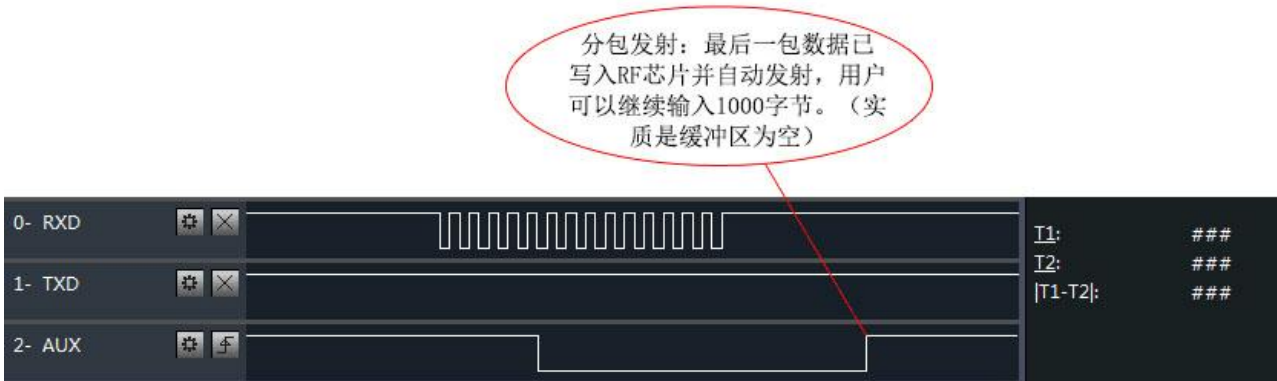 分包发射：最后一包数据已
写入RF芯片并自动发射，用户
可以继续输入1000字节。（实
质是缓冲区为空）
0- RXD
T1: ###
1- TXD
T2: ###
|T1-T2|: ###
2- AUX